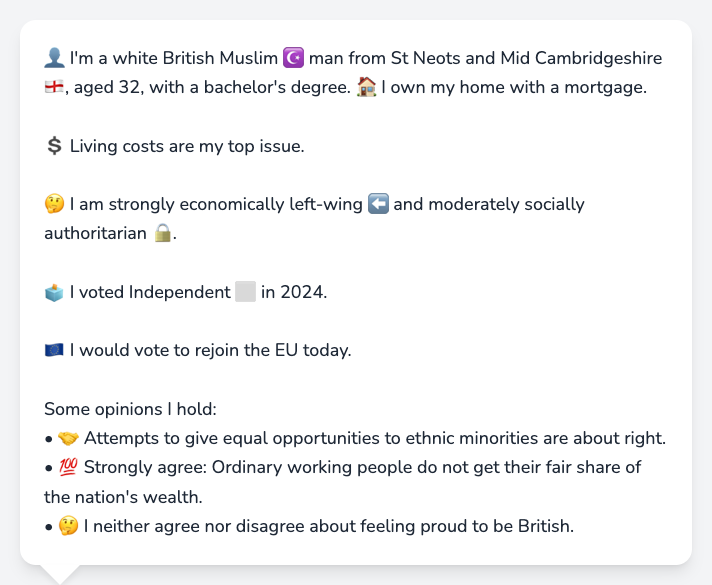 👤 I'm a white British Muslim ☪️ man from St Neots and Mid Cambridgeshire
🏴󠁧󠁢󠁥󠁮󠁧󠁿, aged 32, with a bachelor's degree. 🏠 I own my home with a mortgage.
💲 Living costs are my top issue.
🤔 I am strongly economically left-wing ⬅️ and moderately socially
authoritarian 🔒.
🗳️ I voted Independent ⬜ in 2024.
🇪🇺 I would vote to rejoin the EU today.
Some opinions I hold:
• 🤝 Attempts to give equal opportunities to ethnic minorities are about right.
• 💯 Strongly agree: Ordinary working people do not get their fair share of
the nation's wealth.
• 🤔 I neither agree nor disagree about feeling proud to be British.